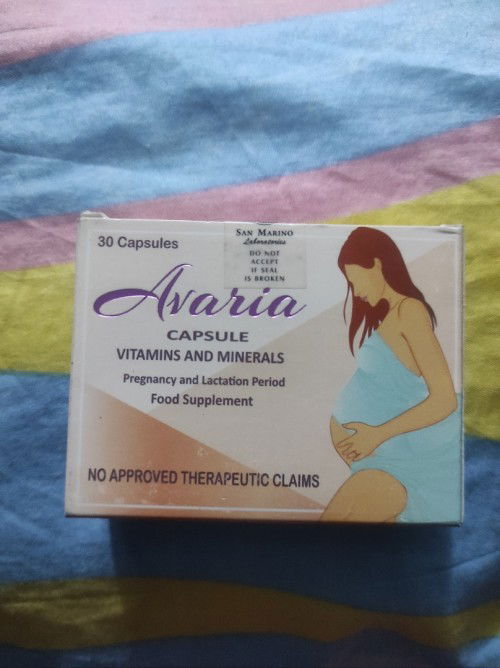 30 Capsules
SAN MARINO
Laboratories
DO NOT
ACCEPT
IF SEAL
IS BROKEN
Avaria
CAPSULE
VITAMINS AND MINERALS
Pregnancy and Lactation Period
Food Supplement
NO APPROVED THERAPEUTIC CLAIMS